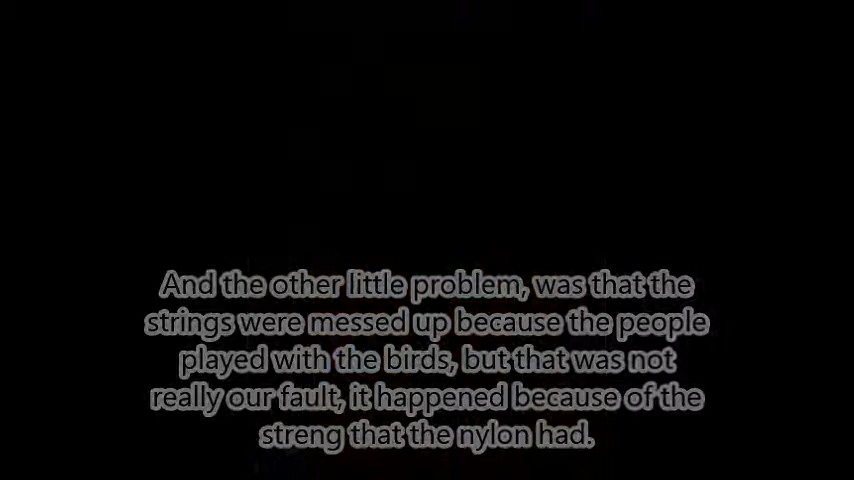 And the other little problem, was that the
strings were messed up because the people
played with the birds, but that was not
really our fault, it happened because of the
streng that the nylon had.